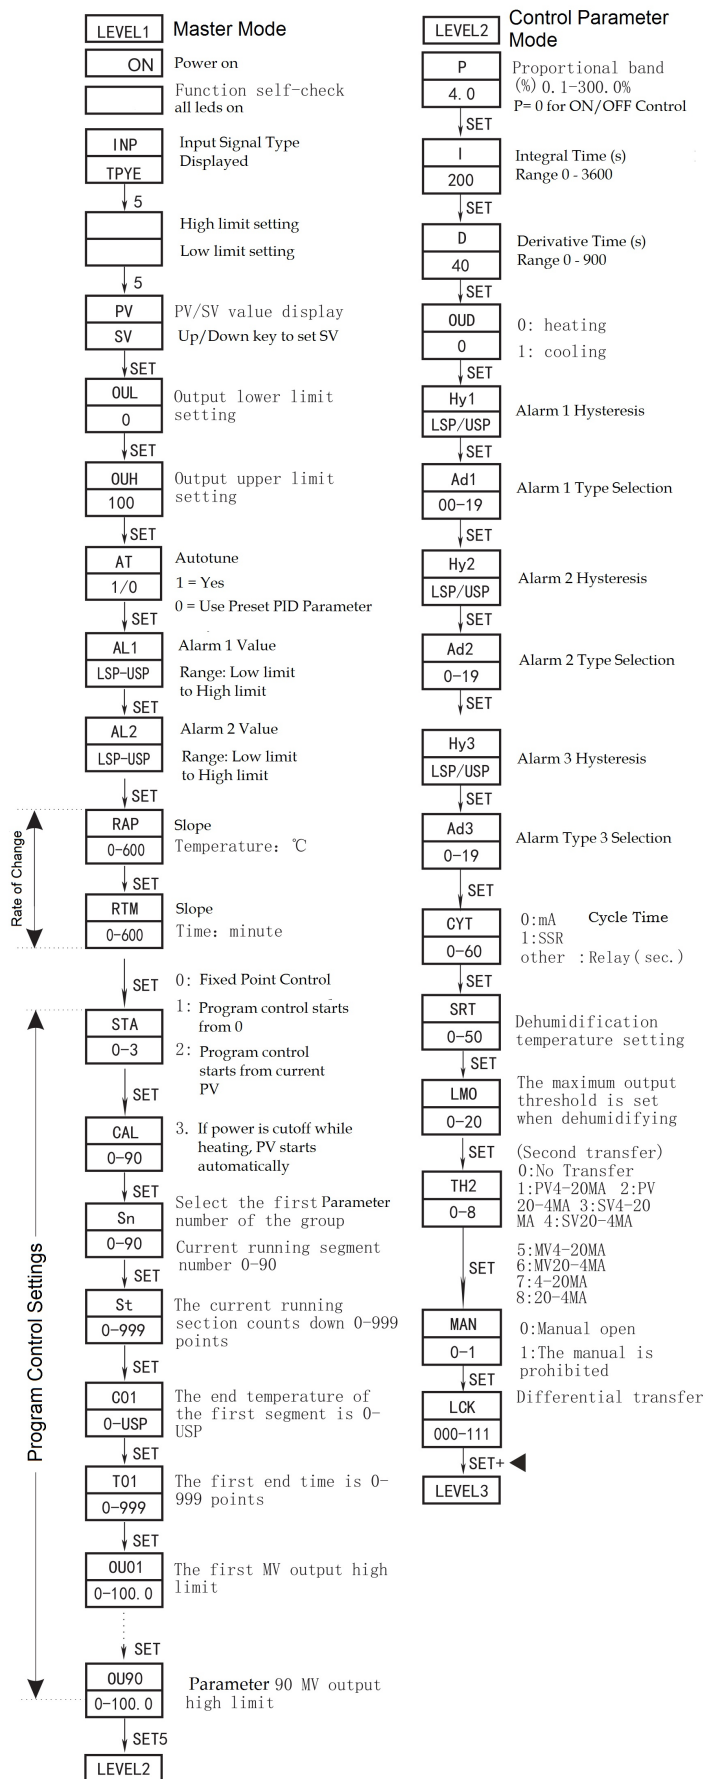 LEVEL1 Master Mode
ON Power on
Function self-check
all leds on
INP
TPYE
Input Signal Type
Displayed
5
High limit setting
Low limit setting
5
PV
SV
PV/SV value display
Up/Down key to set SV
SET
OUL
0
Output lower limit
setting
SET
OUH
100
Output upper limit
setting
SET
AT
1/0
Autotune
1 = Yes
0 = Use Preset PID Parameter
SET
AL1
LSP-USP
Alarm 1 Value
Range: Low limit
to High limit
SET
AL2
LSP-USP
Alarm 2 Value
Range: Low limit
to High limit
SET
Rate of Change
RAP
0-600
Slope
Temperature: ℃
SET
RTM
0-600
Slope
Time: minute
SET
0: Fixed Point Control
1: Program control starts
from 0
2: Program control
starts from current
PV
3. If power is cutoff while
heating, PV starts
automatically
Program Control Settings
STA
0-3
SET
CAL
0-90
SET
Sn
0-90
Select the first Parameter
number of the group
Current running segment
number 0-90
SET
St
0-999
The current running
section counts down 0-999
points
SET
C01
0-USP
The end temperature of
the first segment is 0-
USP
SET
T01
0-999
The first end time is 0-
999 points
SET
OU01
0-100.0
The first MV output high
limit
SET
OU90
0-100.0
Parameter 90 MV output
high limit
SET5
LEVEL2
LEVEL2 Control Parameter
Mode
P
4.0
Proportional band
(%) 0.1-300.0%
P= 0 for ON/OFF Control
SET
I
200
Integral Time (s)
Range 0 - 3600
SET
D
40
Derivative Time (s)
Range 0 - 900
SET
OUD
0
0: heating
1: cooling
SET
Hy1
LSP/USP
Alarm 1 Hysteresis
SET
Ad1
00-19
Alarm 1 Type Selection
SET
Hy2
LSP/USP
Alarm 2 Hysteresis
SET
Ad2
0-19
Alarm 2 Type Selection
SET
Hy3
LSP/USP
Alarm 3 Hysteresis
SET
Ad3
0-19
Alarm Type 3 Selection
SET
CYT
0-60
0:mA Cycle Time
1:SSR
other :Relay(sec.)
SET
SRT
0-50
Dehumidification
temperature setting
SET
LMO
0-20
The maximum output
threshold is set
when dehumidifying
SET
TH2
0-8
(Second transfer)
0:No Transfer
1:PV4-20MA 2:PV
20-4MA 3:SV4-20
MA 4:SV20-4MA
5:MV4-20MA
6:MV20-4MA
7:4-20MA
8:20-4MA
SET
MAN
0-1
0:Manual open
1:The manual is
prohibited
SET
LCK
000-111
Differential transfer
SET+
LEVEL3